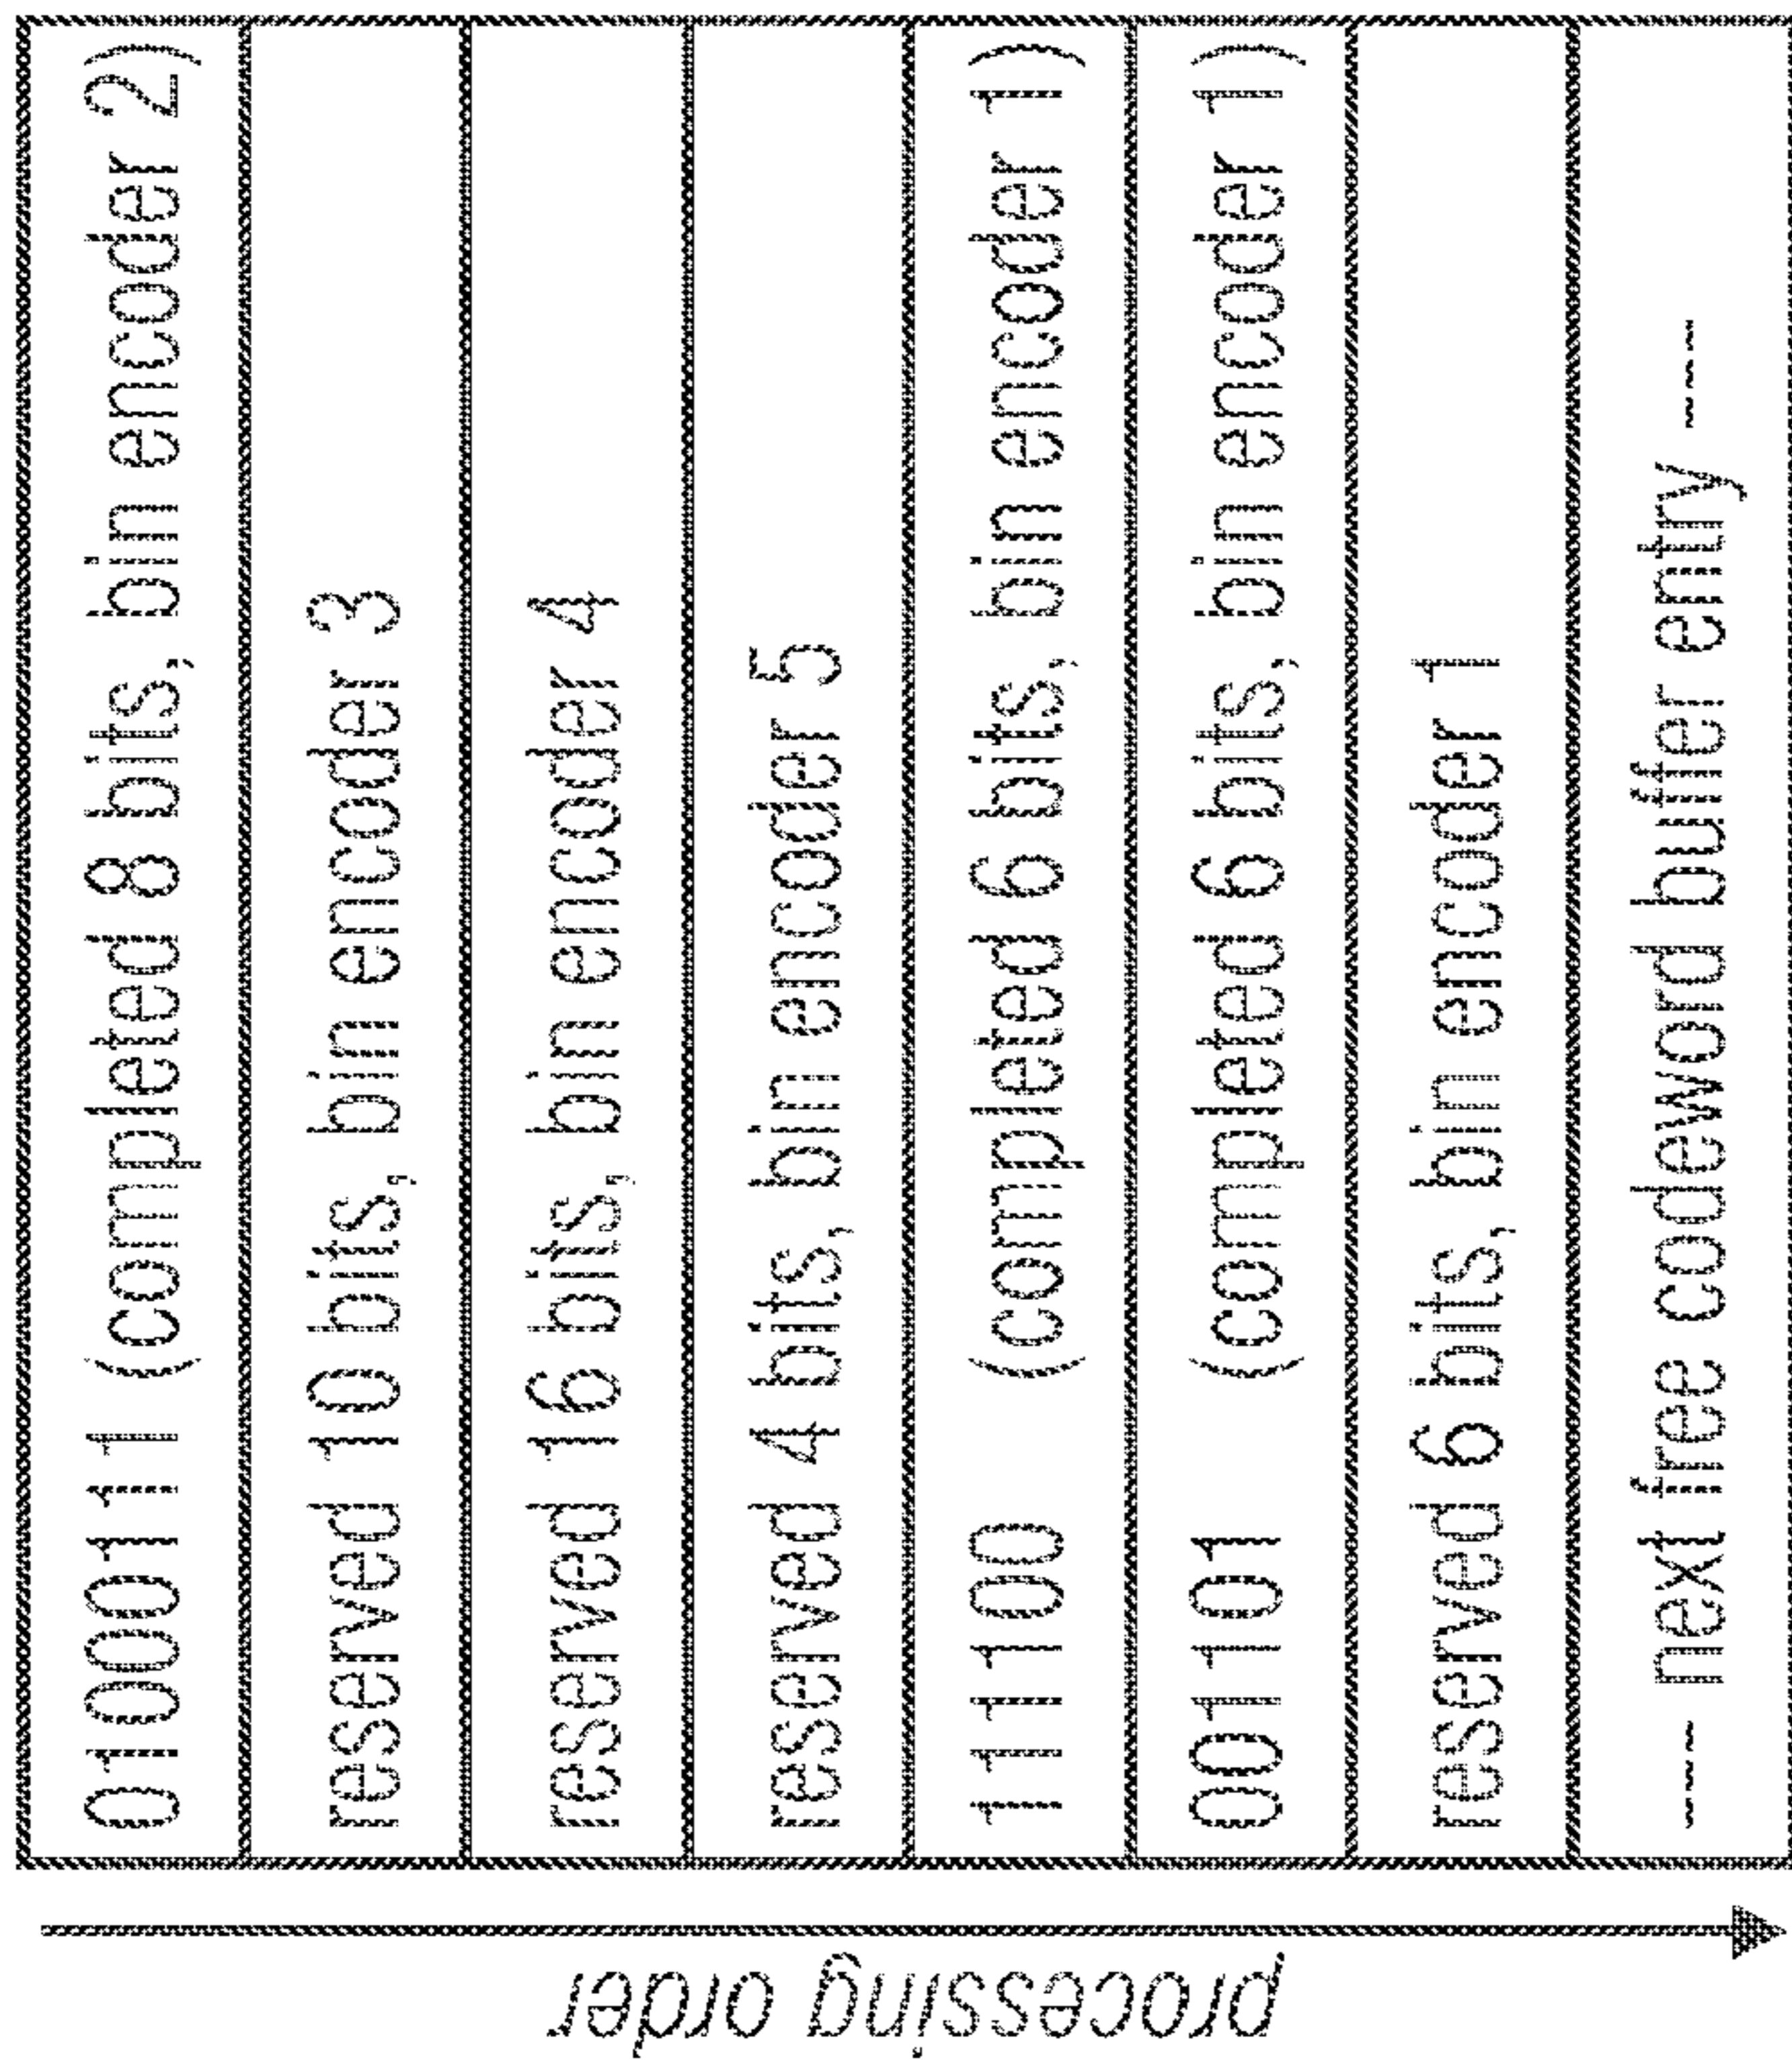 01000111 (completed 8 bits, bin encoder 2)
reserved 10 bits, bin encoder 3
reserved 16 bits, bin encoder 4
reserved 4 bits, bin encoder 5
111100 (completed 6 bits, bin encoder 1)
001101 (completed 6 bits, bin encoder 1)
reserved 6 bits, bin encoder 1
---- next free codeword buffer entry ----
processing order